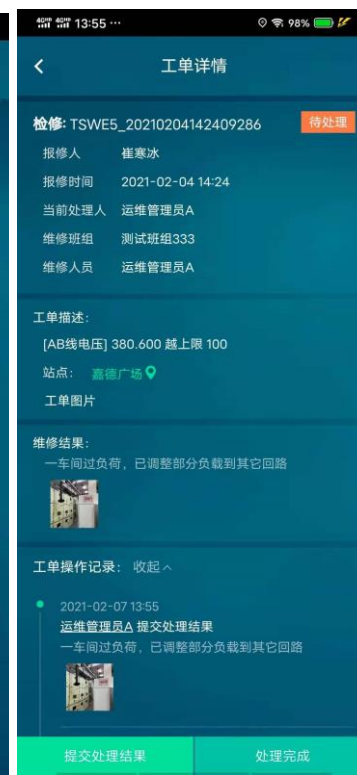 13:55 ··· 98%
工单详情
检修: TSWE5_20210204142409286 待处理
报修人 崔寒冰
报修时间 2021-02-04 14:24
当前处理人 运维管理员A
维修班组 测试班组333
维修人员 运维管理员A
工单描述:
[AB线电压] 380.600 越上限 100
站点: 嘉德广场
工单图片
维修结果:
一车间过负荷，已调整部分负载到其它回路
工单操作记录: 收起
2021-02-07 13:55
运维管理员A 提交处理结果
一车间过负荷，已调整部分负载到其它回路
提交处理结果 处理完成